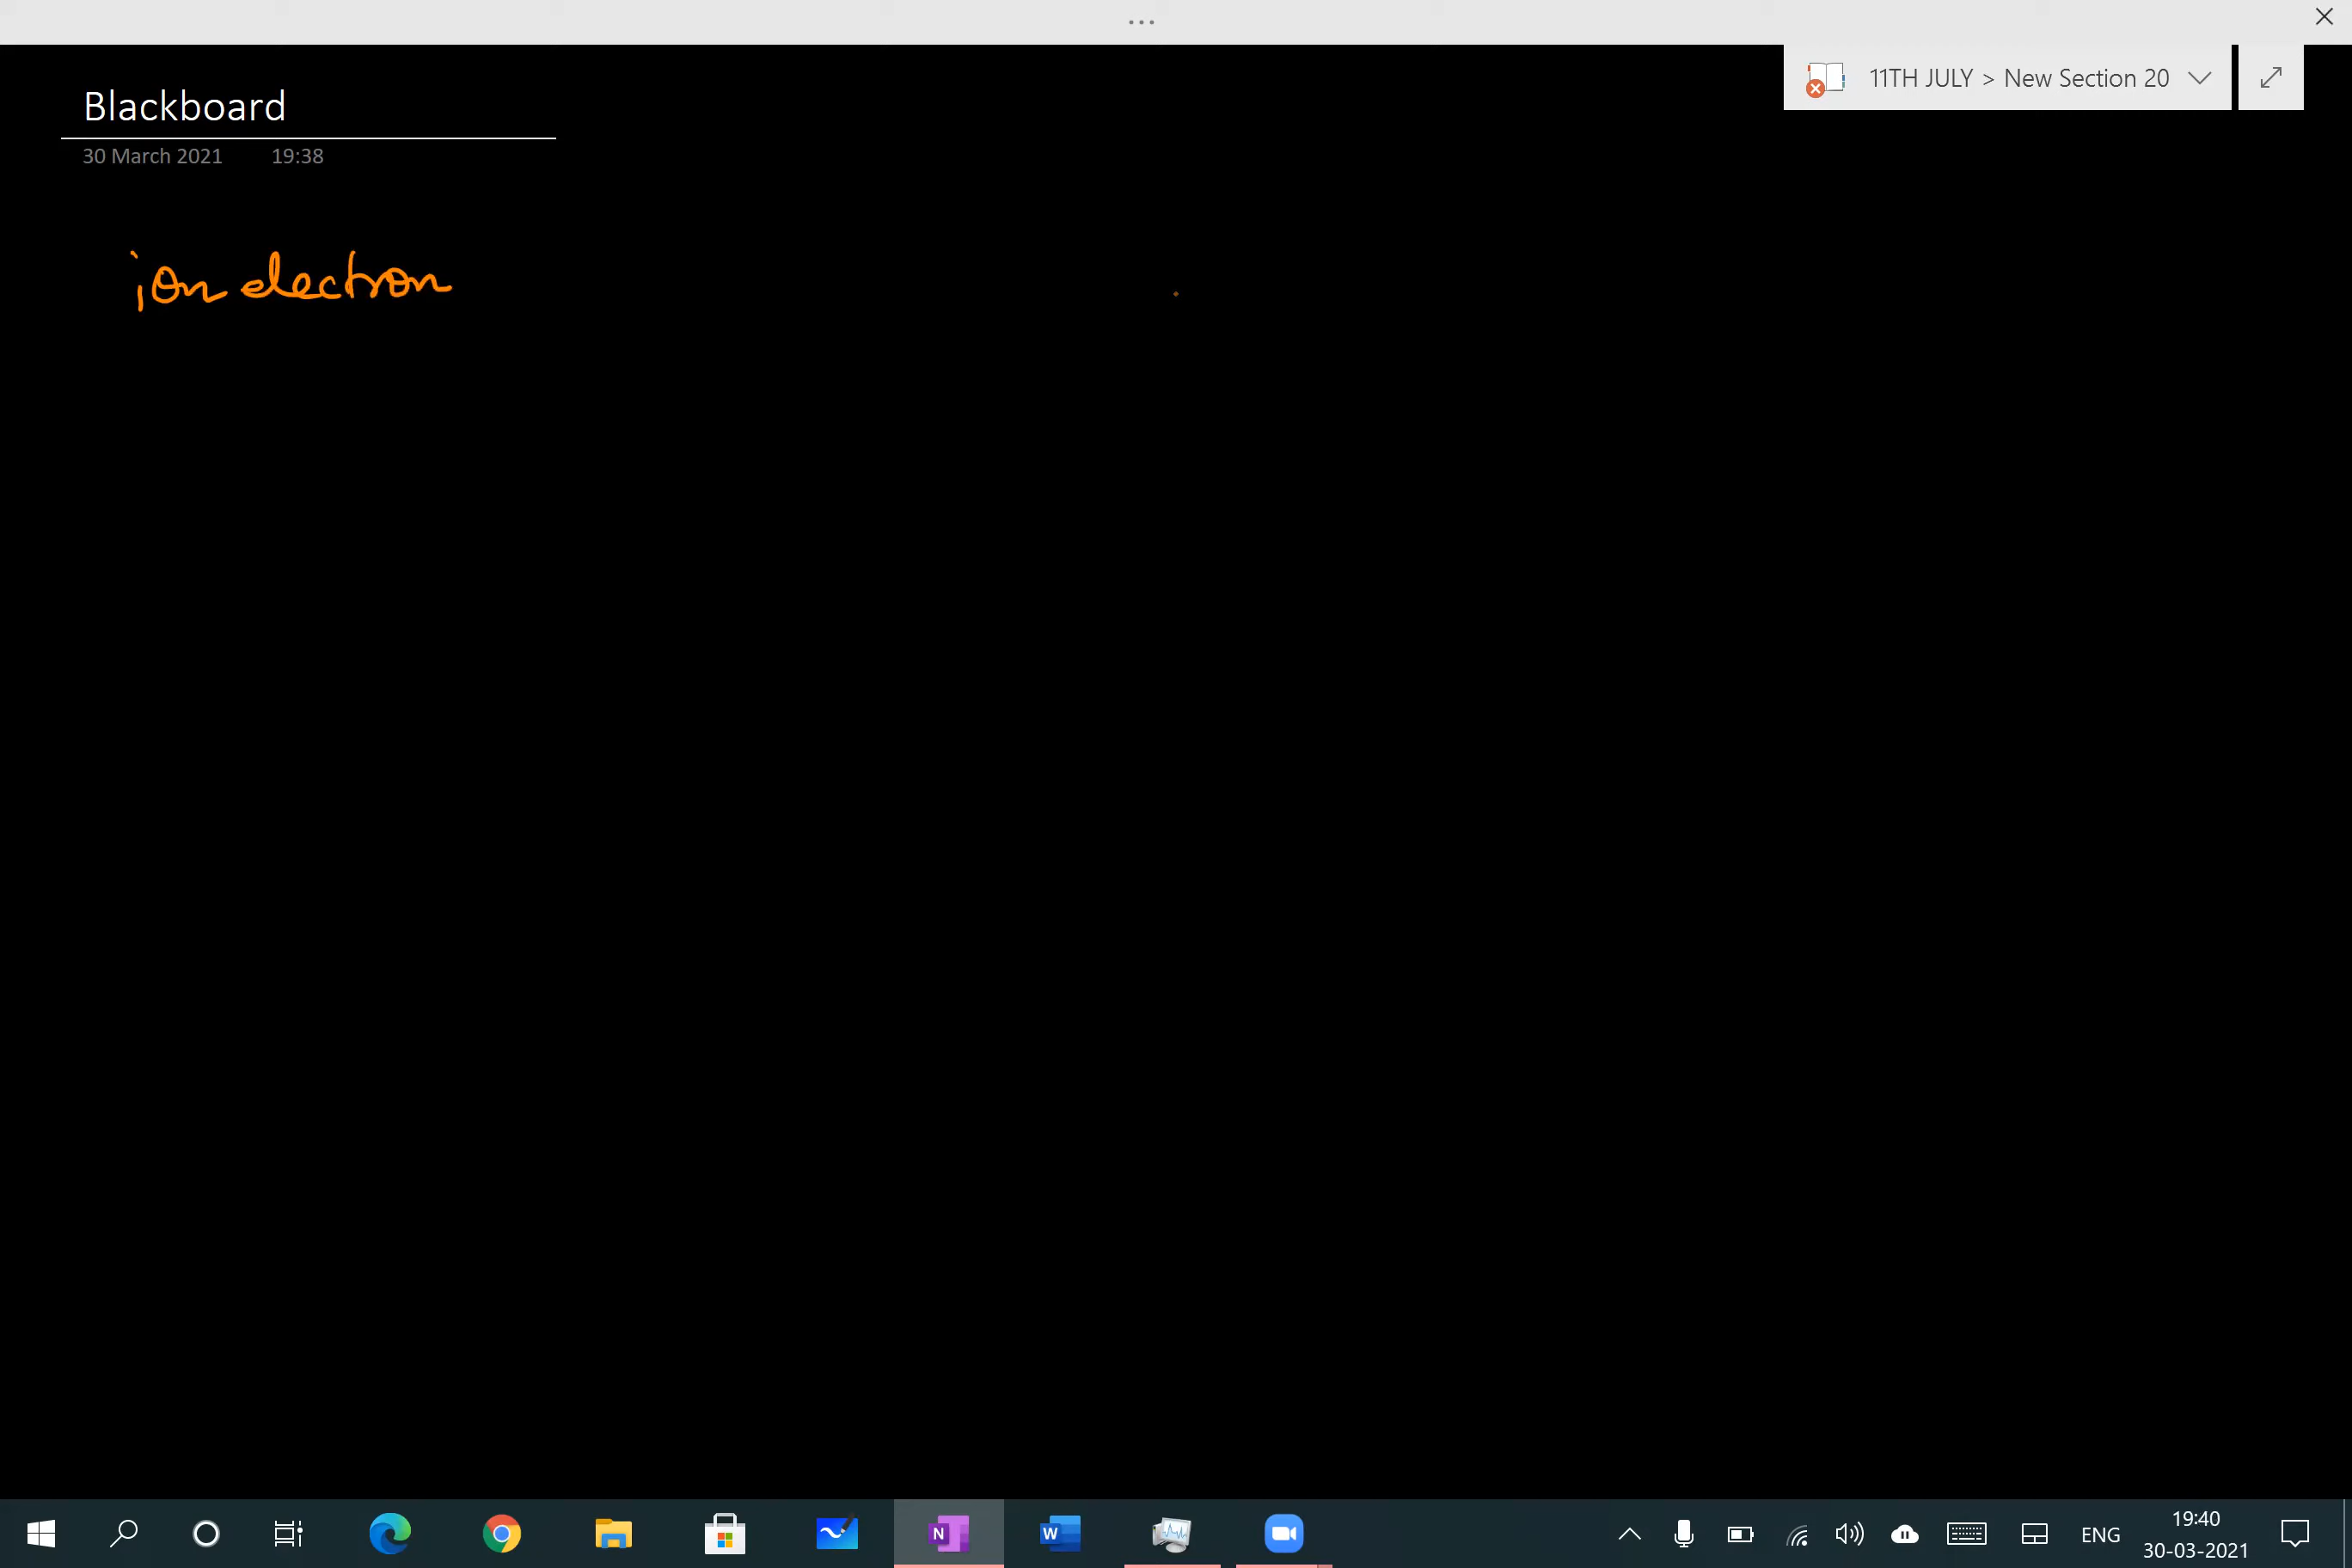 11TH JULY > New Section 20
Blackboard
30 March 2021 19:38
ion electron
ENG
19:40
30-03-2021